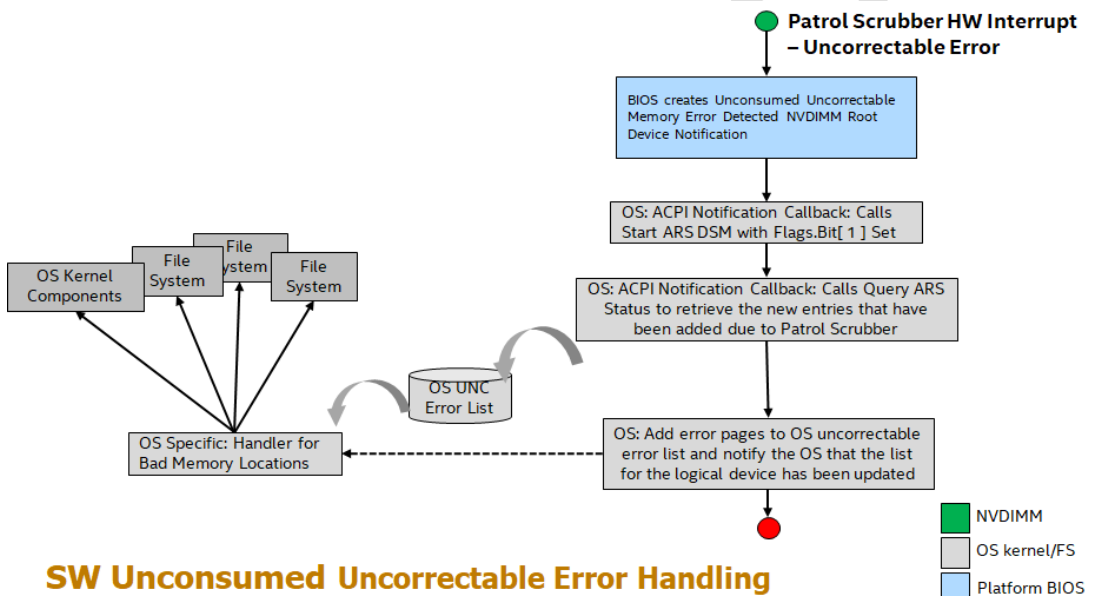 Patrol Scrubber HW Interrupt
– Uncorrectable Error
BIOS creates Unconsumed Uncorrectable
Memory Error Detected NVDIMM Root
Device Notification
OS: ACPI Notification Callback: Calls
Start ARS DSM with Flags.Bit[ 1 ] Set
OS: ACPI Notification Callback: Calls Query ARS
Status to retrieve the new entries that have
been added due to Patrol Scrubber
OS: Add error pages to OS uncorrectable
error list and notify the OS that the list
for the logical device has been updated
OS Kernel
Components
File
System
File
ystem
File
System
OS UNC
Error List
OS Specific: Handler for
Bad Memory Locations
NVDIMM
OS kernel/FS
Platform BIOS
SW Unconsumed Uncorrectable Error Handling